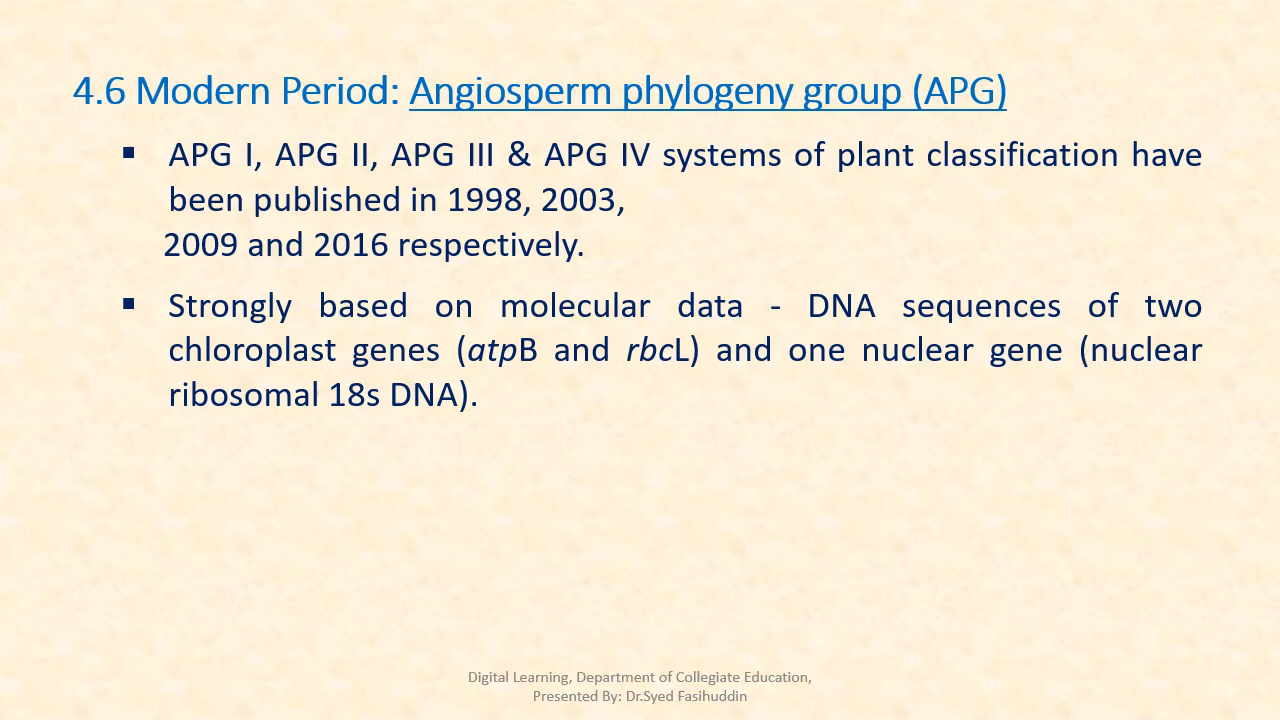 4.6 Modern Period: Angiosperm phylogeny group (APG)
▪ APG I, APG II, APG III & APG IV systems of plant classification have
been published in 1998, 2003,
2009 and 2016 respectively.
▪ Strongly based on molecular data - DNA sequences of two
chloroplast genes (atpB and rbcL) and one nuclear gene (nuclear
ribosomal 18s DNA).
Digital Learning, Department of Collegiate Education,
Presented By: Dr.Syed Fasihuddin